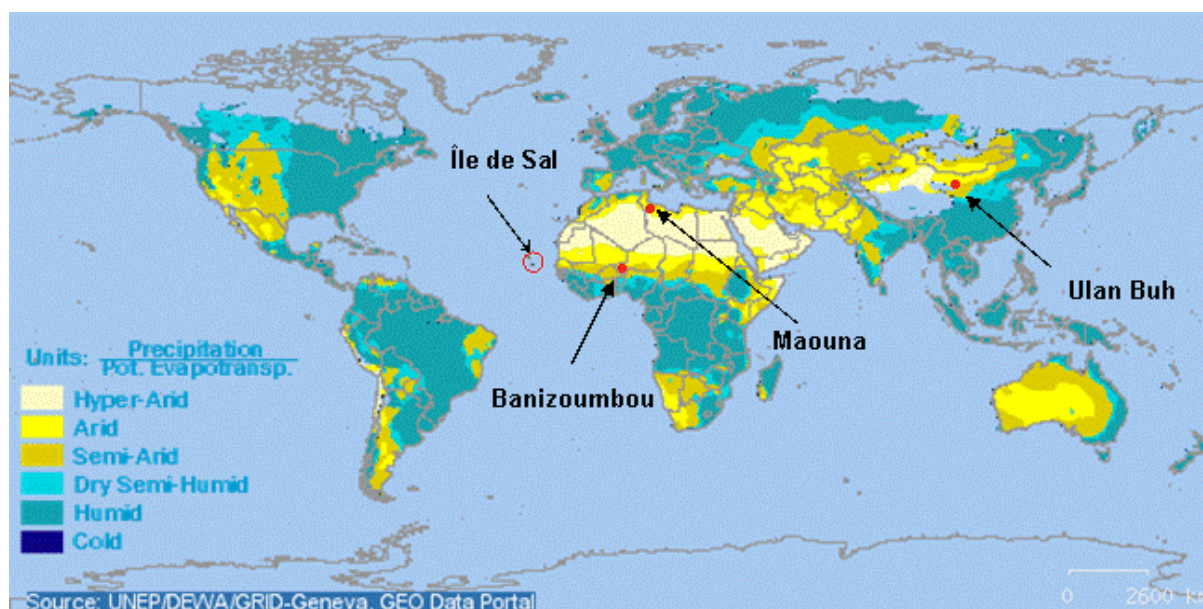 Île de Sal
Ulan Buh
Maouna
Banizoumbou
Units: Precipitation
Pot. Evapotransp.
Hyper-Arid
Arid
Semi-Arid
Dry Semi-Humid
Humid
Cold
0 2600
Source: UNEP/DEWA/GRID-Geneva, GEO Data Portal